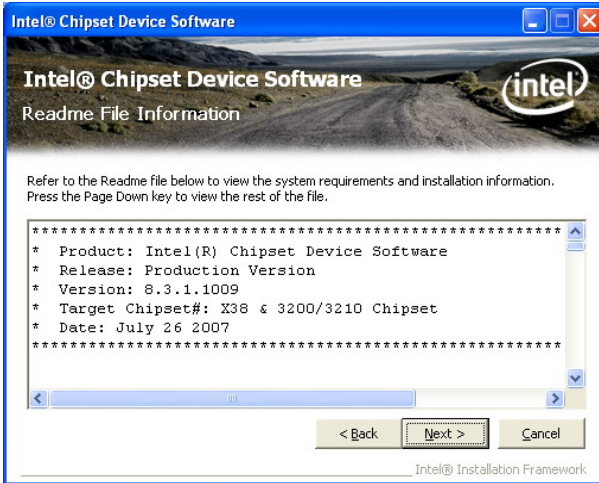 Intel® Chipset Device Software
Intel® Chipset Device Software
Readme File Information
intel
Refer to the Readme file below to view the system requirements and installation information.
Press the Page Down key to view the rest of the file.
********************************************************
* Product: Intel(R) Chipset Device Software
* Release: Production Version
* Version: 8.3.1.1009
* Target Chipset#: X38 & 3200/3210 Chipset
* Date: July 26 2007
********************************************************
< Back
Next >
Cancel
Intel® Installation Framework